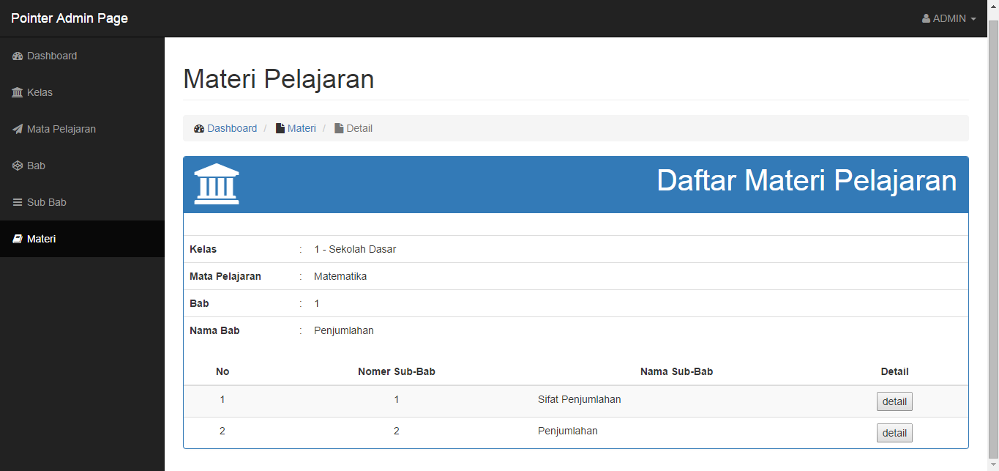 Pointer Admin Page
ADMIN
Dashboard
Kelas
Mata Pelajaran
Bab
Sub Bab
Materi
Materi Pelajaran
Dashboard / Materi / Detail
Daftar Materi Pelajaran
Kelas : 1 - Sekolah Dasar
Mata Pelajaran : Matematika
Bab : 1
Nama Bab : Penjumlahan
No Nomer Sub-Bab Nama Sub-Bab Detail
1 1 Sifat Penjumlahan detail
2 2 Penjumlahan detail